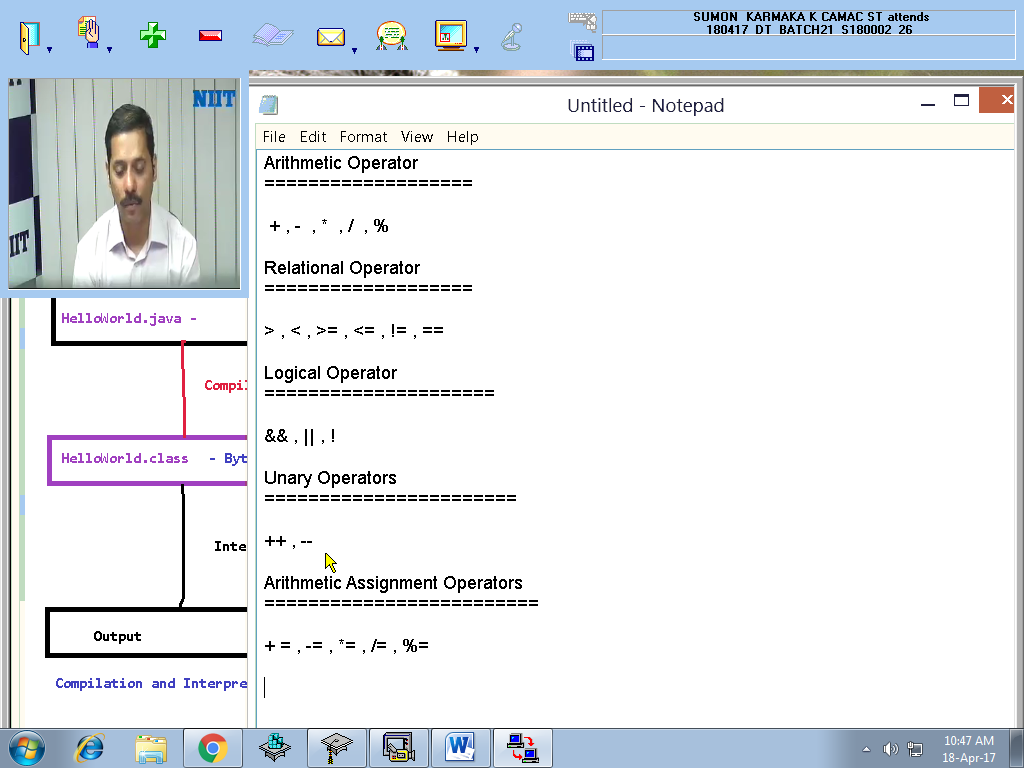 SUMON KARMAKA K CAMAC ST attends
180417 DT BATCH21 S180002 26
NIIT
IIT
Untitled - Notepad
File Edit Format View Help
Arithmetic Operator
===================
+ , - , * , / , %
Relational Operator
===================
> , < , >= , <= , != , ==
Logical Operator
=====================
&& , || , !
Unary Operators
=======================
++ , --
Arithmetic Assignment Operators
=========================
+ = , -= , *= , /= , %=
HelloWorld.java -
Compil
HelloWorld.class - Byt
Inte
Output
Compilation and Interpre
10:47 AM
18-Apr-17